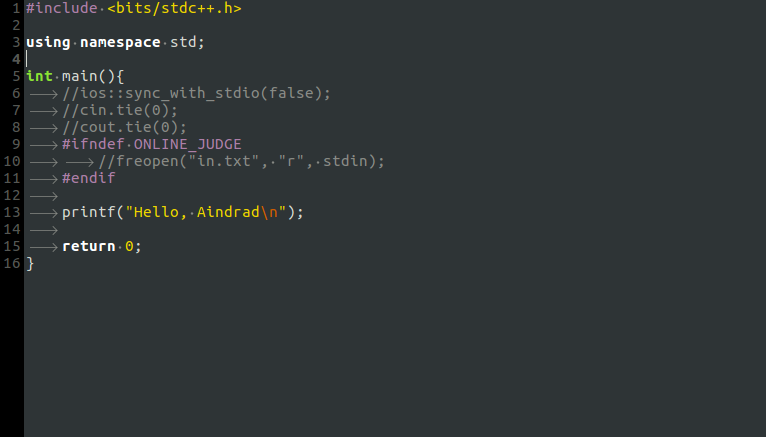 1 #include <bits/stdc++.h>
2
3 using namespace std;
4
5 int main(){
6 //ios::sync_with_stdio(false);
7 //cin.tie(0);
8 //cout.tie(0);
9 #ifndef ONLINE_JUDGE
10 //freopen("in.txt", "r", stdin);
11 #endif
12
13 printf("Hello, Aindrad\n");
14
15 return 0;
16 }